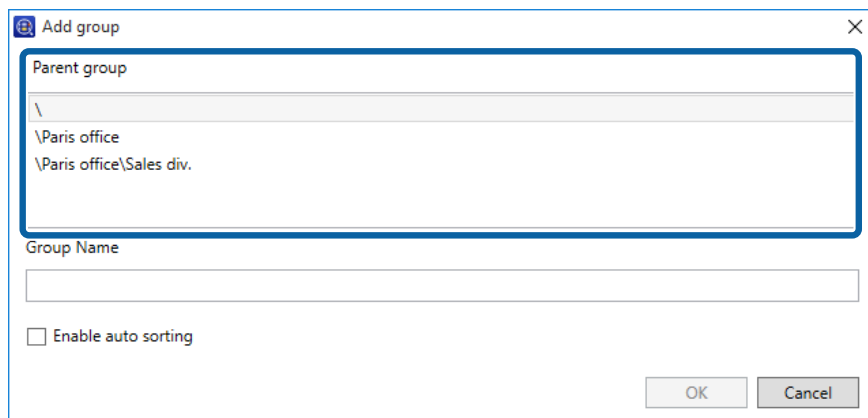 Add group
Parent group
\
\Paris office
\Paris office\Sales div.
Group Name
Enable auto sorting
OK
Cancel